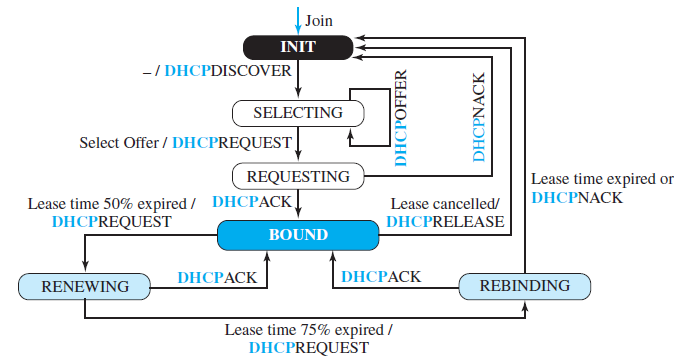 Join
INIT
– / DHCPDISCOVER
SELECTING
DHCPOFFER
DHCPNACK
Select Offer / DHCPREQUEST
REQUESTING
Lease time expired or
DHCPNACK
DHCPACK
Lease time 50% expired /
DHCPREQUEST
Lease cancelled/
DHCPRELEASE
BOUND
RENEWING
DHCPACK
DHCPACK
REBINDING
Lease time 75% expired /
DHCPREQUEST